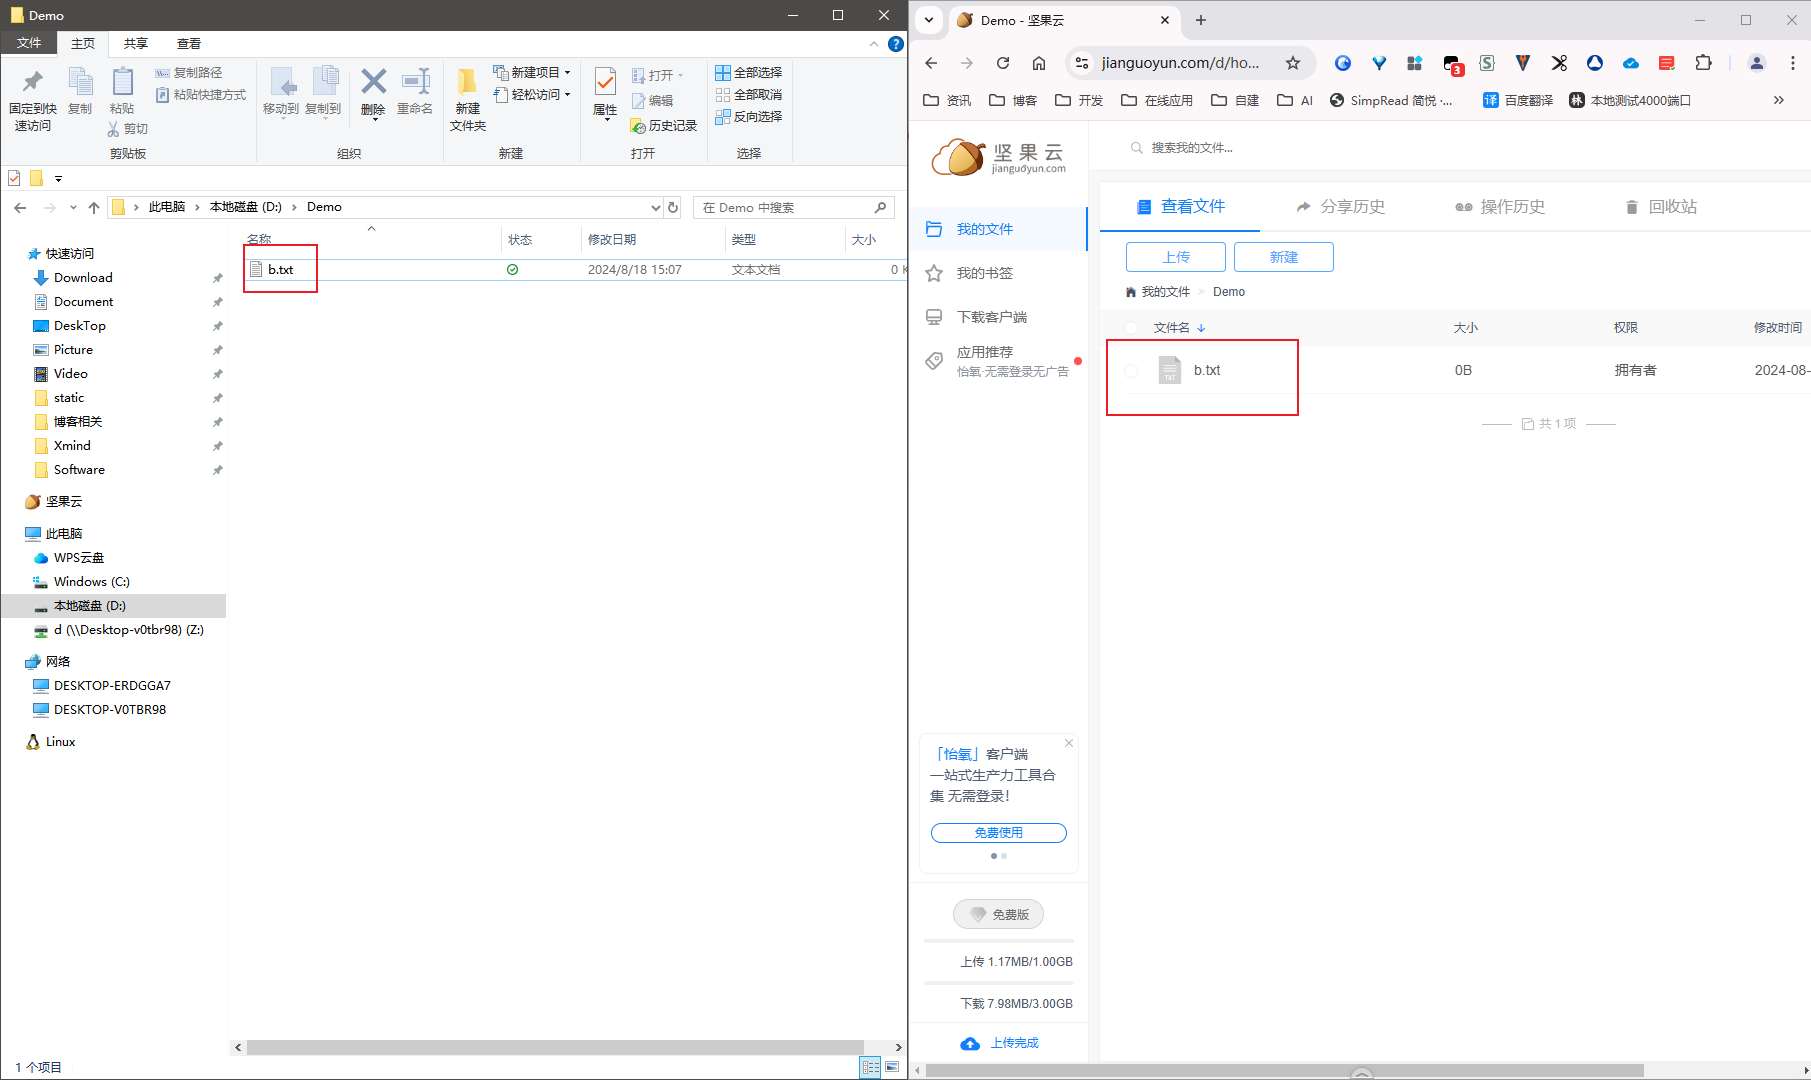 Demo
文件
主页
共享
查看
固定到快
速访问
复制
粘贴
复制路径
粘贴快捷方式
剪切
剪贴板
移动到
复制到
删除
重命名
组织
新建
文件夹
新建项目
轻松访问
新建
属性
打开
编辑
历史记录
打开
全部选择
全部取消
反向选择
选择
此电脑
本地磁盘 (D:)
Demo
在 Demo 中搜索
快速访问
Download
Document
DeskTop
Picture
Video
static
博客相关
Xmind
Software
坚果云
此电脑
WPS云盘
Windows (C:)
本地磁盘 (D:)
d (\\Desktop-v0tbr98) (Z:)
网络
DESKTOP-ERDGGA7
DESKTOP-V0TBR98
Linux
名称
状态
修改日期
类型
大小
b.txt
2024/8/18 15:07
文本文档
0 K
1 个项目
Demo - 坚果云
jianguoyun.com/d/ho...
3
资讯
博客
开发
在线应用
自建
AI
SimpRead 简悦 ·...
译 百度翻译
林 本地测试4000端口
坚果云
jianguoyun.com
搜索我的文件...
我的文件
我的书签
下载客户端
应用推荐
怡氧·无需登录无广告
查看文件
分享历史
操作历史
回收站
上传
新建
我的文件 > Demo
文件名
大小
权限
修改时间
TXT
b.txt
0B
拥有者
2024-08-
共 1 项
「怡氧」客户端
一站式生产力工具合
集 无需登录!
免费使用
免费版
上传 1.17MB/1.00GB
下载 7.98MB/3.00GB
上传完成